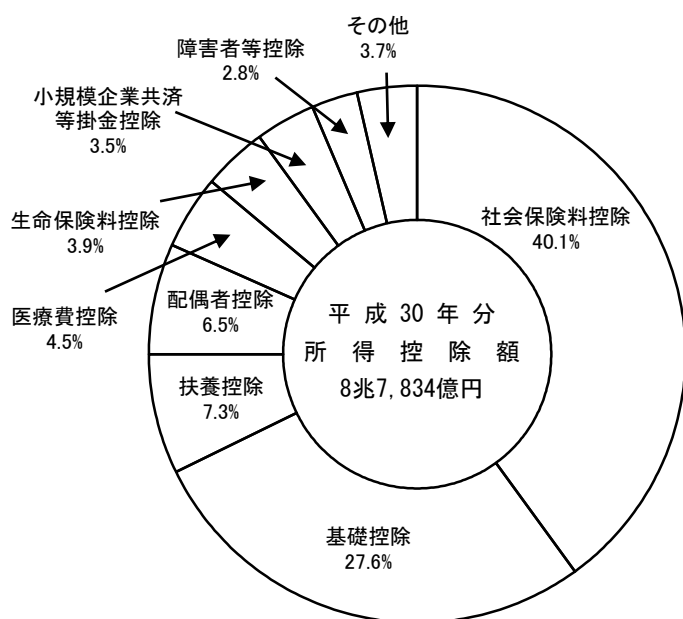 その他
3.7%
障害者等控除
2.8%
小規模企業共済
等掛金控除
3.5%
生命保険料控除
3.9%
医療費控除
4.5%
配偶者控除
6.5%
扶養控除
7.3%
基礎控除
27.6%
社会保険料控除
40.1%
平成30年分
所得控除額
8兆7,834億円